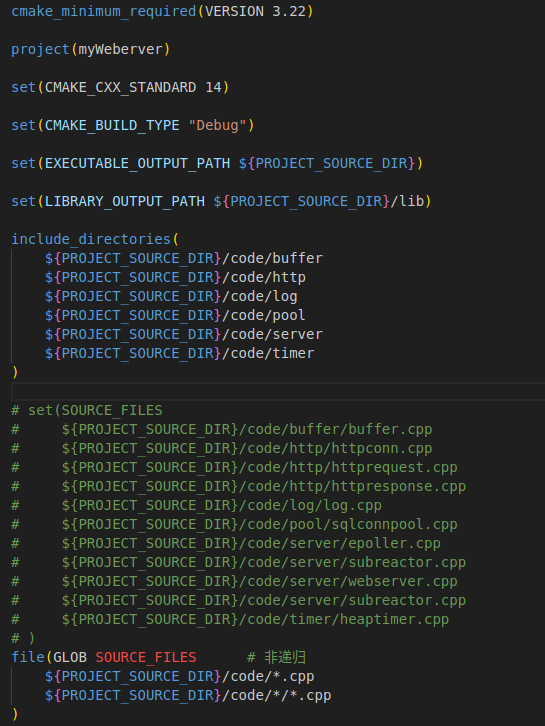 cmake_minimum_required(VERSION 3.22)
project(myWeberver)
set(CMAKE_CXX_STANDARD 14)
set(CMAKE_BUILD_TYPE "Debug")
set(EXECUTABLE_OUTPUT_PATH ${PROJECT_SOURCE_DIR})
set(LIBRARY_OUTPUT_PATH ${PROJECT_SOURCE_DIR}/lib)
include_directories(
    ${PROJECT_SOURCE_DIR}/code/buffer
    ${PROJECT_SOURCE_DIR}/code/http
    ${PROJECT_SOURCE_DIR}/code/log
    ${PROJECT_SOURCE_DIR}/code/pool
    ${PROJECT_SOURCE_DIR}/code/server
    ${PROJECT_SOURCE_DIR}/code/timer
)
# set(SOURCE_FILES
#     ${PROJECT_SOURCE_DIR}/code/buffer/buffer.cpp
#     ${PROJECT_SOURCE_DIR}/code/http/httpconn.cpp
#     ${PROJECT_SOURCE_DIR}/code/http/httprequest.cpp
#     ${PROJECT_SOURCE_DIR}/code/http/httpresponse.cpp
#     ${PROJECT_SOURCE_DIR}/code/log/log.cpp
#     ${PROJECT_SOURCE_DIR}/code/pool/sqlconnpool.cpp
#     ${PROJECT_SOURCE_DIR}/code/server/epoller.cpp
#     ${PROJECT_SOURCE_DIR}/code/server/subreactor.cpp
#     ${PROJECT_SOURCE_DIR}/code/server/webserver.cpp
#     ${PROJECT_SOURCE_DIR}/code/server/subreactor.cpp
#     ${PROJECT_SOURCE_DIR}/code/timer/heaptimer.cpp
# )
file(GLOB SOURCE_FILES      # 非递归
    ${PROJECT_SOURCE_DIR}/code/*.cpp
    ${PROJECT_SOURCE_DIR}/code/*/*.cpp
)